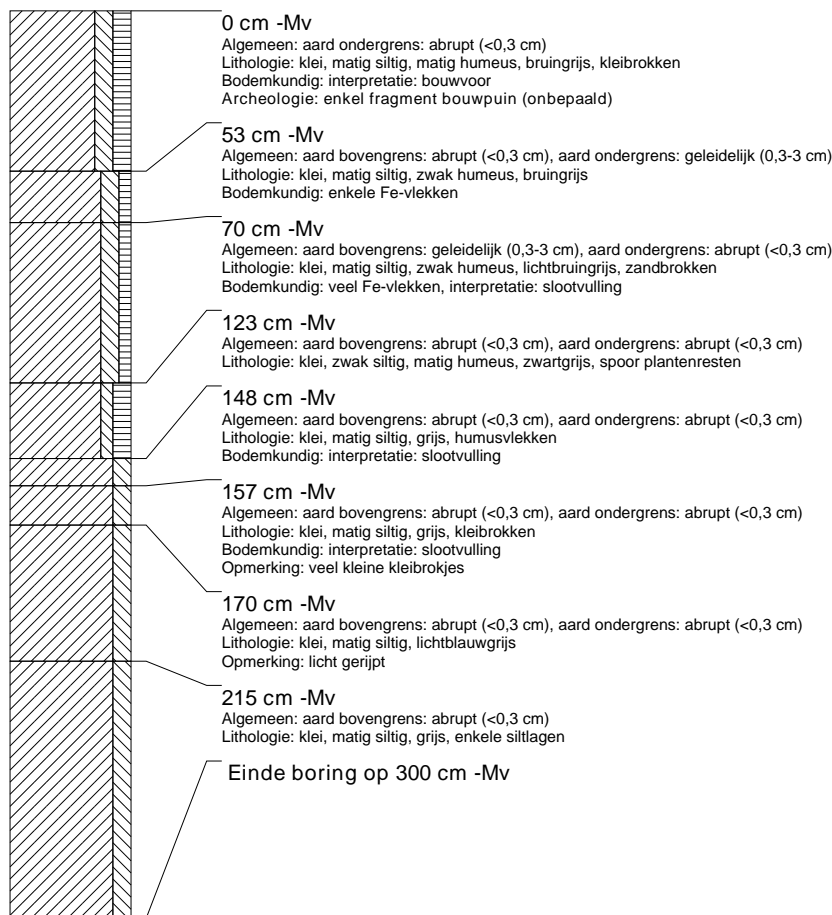 0 cm -Mv
Algemeen: aard ondergrens: abrupt (<0,3 cm)
Lithologie: klei, matig siltig, matig humeus, bruingrijs, kleibrokken
Bodemkundig: interpretatie: bouwvoor
Archeologie: enkel fragment bouwpuin (onbepaald)
53 cm -Mv
Algemeen: aard bovengrens: abrupt (<0,3 cm), aard ondergrens: geleidelijk (0,3-3 cm)
Lithologie: klei, matig siltig, zwak humeus, bruingrijs
Bodemkundig: enkele Fe-vlekken
70 cm -Mv
Algemeen: aard bovengrens: geleidelijk (0,3-3 cm), aard ondergrens: abrupt (<0,3 cm)
Lithologie: klei, matig siltig, zwak humeus, lichtbruingrijs, zandbrokken
Bodemkundig: veel Fe-vlekken, interpretatie: slootvulling
123 cm -Mv
Algemeen: aard bovengrens: abrupt (<0,3 cm), aard ondergrens: abrupt (<0,3 cm)
Lithologie: klei, zwak siltig, matig humeus, zwartgrijs, spoor plantenresten
148 cm -Mv
Algemeen: aard bovengrens: abrupt (<0,3 cm), aard ondergrens: abrupt (<0,3 cm)
Lithologie: klei, matig siltig, grijs, humusvlekken
Bodemkundig: interpretatie: slootvulling
157 cm -Mv
Algemeen: aard bovengrens: abrupt (<0,3 cm), aard ondergrens: abrupt (<0,3 cm)
Lithologie: klei, matig siltig, grijs, kleibrokken
Bodemkundig: interpretatie: slootvulling
Opmerking: veel kleine kleibrokjes
170 cm -Mv
Algemeen: aard bovengrens: abrupt (<0,3 cm), aard ondergrens: abrupt (<0,3 cm)
Lithologie: klei, matig siltig, lichtblauwgrijs
Opmerking: licht gerijpt
215 cm -Mv
Algemeen: aard bovengrens: abrupt (<0,3 cm)
Lithologie: klei, matig siltig, grijs, enkele siltlagen
Einde boring op 300 cm -Mv